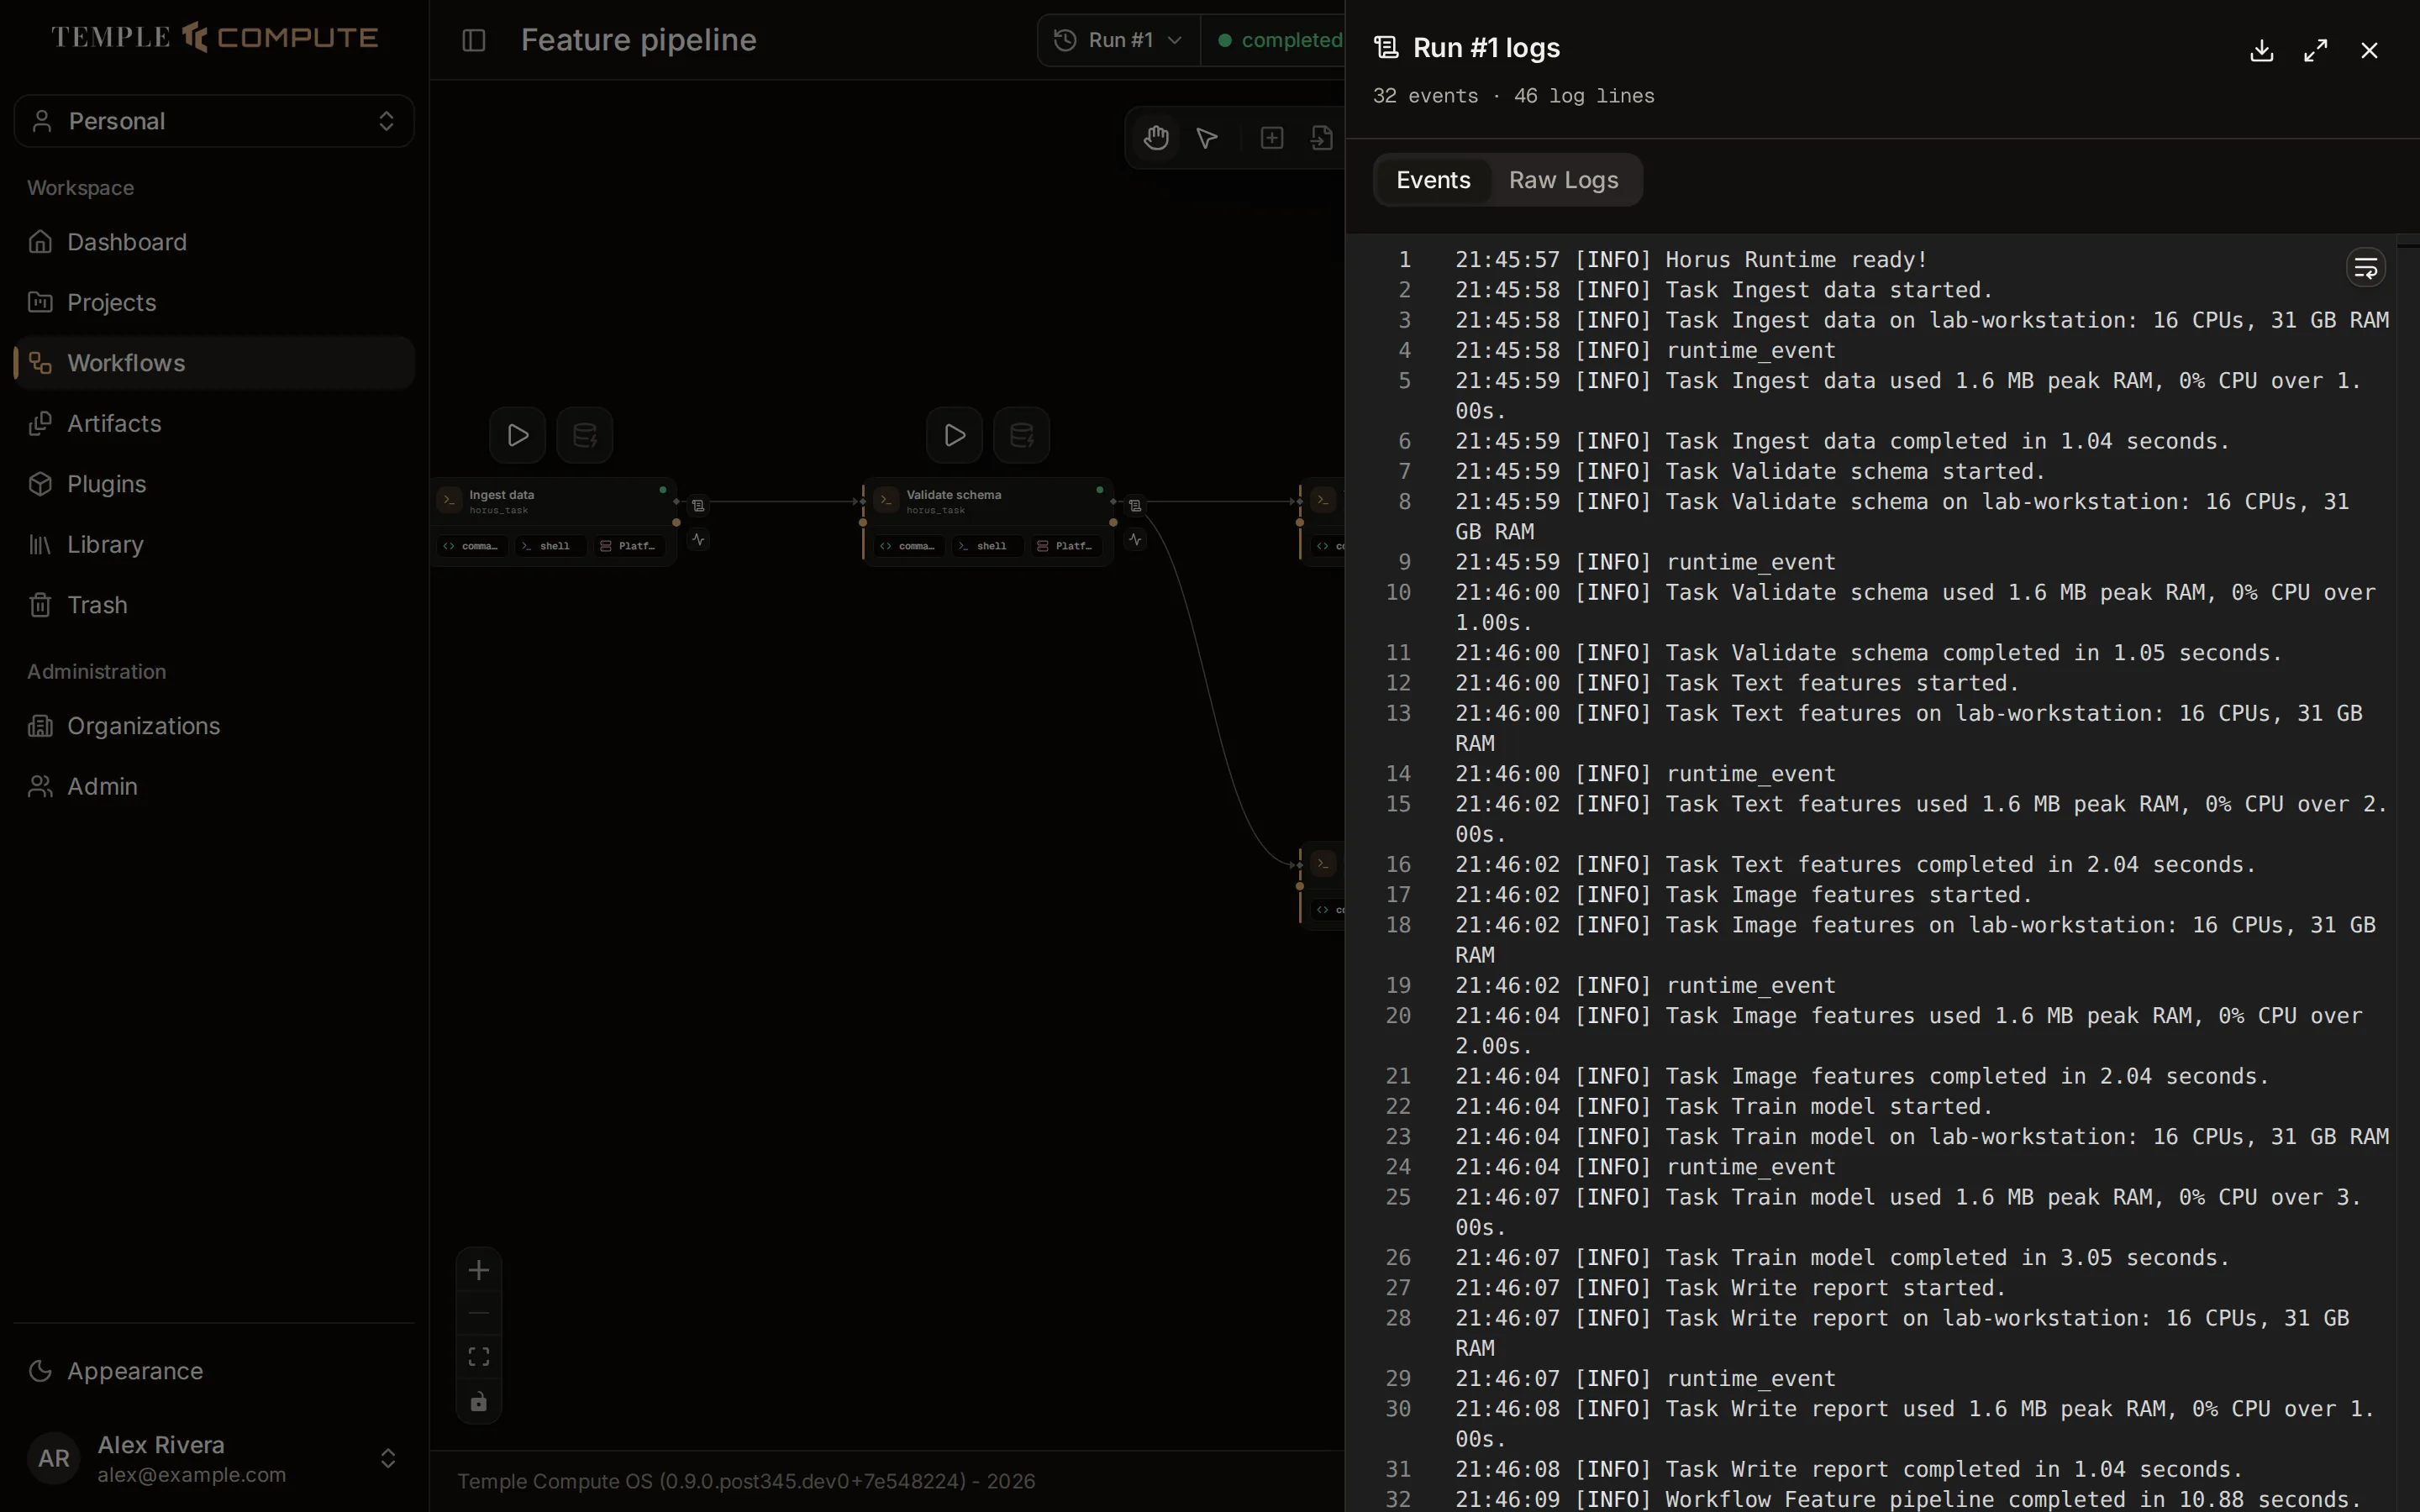 TEMPLE COMPUTE
Personal
Workspace
Dashboard
Projects
Workflows
Artifacts
Plugins
Library
Trash
Administration
Organizations
Admin
Appearance
AR
Alex Rivera
alex@example.com
Feature pipeline
Run #1
completed
Ingest data
horus_task
comma…
shell
Platf…
Validate schema
horus_task
comma…
shell
Platf…
Temple Compute OS (0.9.0.post345.dev0+7e548224) - 2026
Run #1 logs
32 events · 46 log lines
Events
Raw Logs
1 21:45:57 [INFO] Horus Runtime ready!
2 21:45:58 [INFO] Task Ingest data started.
3 21:45:58 [INFO] Task Ingest data on lab-workstation: 16 CPUs, 31 GB RAM
4 21:45:58 [INFO] runtime_event
5 21:45:59 [INFO] Task Ingest data used 1.6 MB peak RAM, 0% CPU over 1.
00s.
6 21:45:59 [INFO] Task Ingest data completed in 1.04 seconds.
7 21:45:59 [INFO] Task Validate schema started.
8 21:45:59 [INFO] Task Validate schema on lab-workstation: 16 CPUs, 31
GB RAM
9 21:45:59 [INFO] runtime_event
10 21:46:00 [INFO] Task Validate schema used 1.6 MB peak RAM, 0% CPU over
1.00s.
11 21:46:00 [INFO] Task Validate schema completed in 1.05 seconds.
12 21:46:00 [INFO] Task Text features started.
13 21:46:00 [INFO] Task Text features on lab-workstation: 16 CPUs, 31 GB
RAM
14 21:46:00 [INFO] runtime_event
15 21:46:02 [INFO] Task Text features used 1.6 MB peak RAM, 0% CPU over 2.
00s.
16 21:46:02 [INFO] Task Text features completed in 2.04 seconds.
17 21:46:02 [INFO] Task Image features started.
18 21:46:02 [INFO] Task Image features on lab-workstation: 16 CPUs, 31 GB
RAM
19 21:46:02 [INFO] runtime_event
20 21:46:04 [INFO] Task Image features used 1.6 MB peak RAM, 0% CPU over
2.00s.
21 21:46:04 [INFO] Task Image features completed in 2.04 seconds.
22 21:46:04 [INFO] Task Train model started.
23 21:46:04 [INFO] Task Train model on lab-workstation: 16 CPUs, 31 GB RAM
24 21:46:04 [INFO] runtime_event
25 21:46:07 [INFO] Task Train model used 1.6 MB peak RAM, 0% CPU over 3.
00s.
26 21:46:07 [INFO] Task Train model completed in 3.05 seconds.
27 21:46:07 [INFO] Task Write report started.
28 21:46:07 [INFO] Task Write report on lab-workstation: 16 CPUs, 31 GB
RAM
29 21:46:07 [INFO] runtime_event
30 21:46:08 [INFO] Task Write report used 1.6 MB peak RAM, 0% CPU over 1.
00s.
31 21:46:08 [INFO] Task Write report completed in 1.04 seconds.
32 21:46:09 [INFO] Workflow Feature pipeline completed in 10.88 seconds.